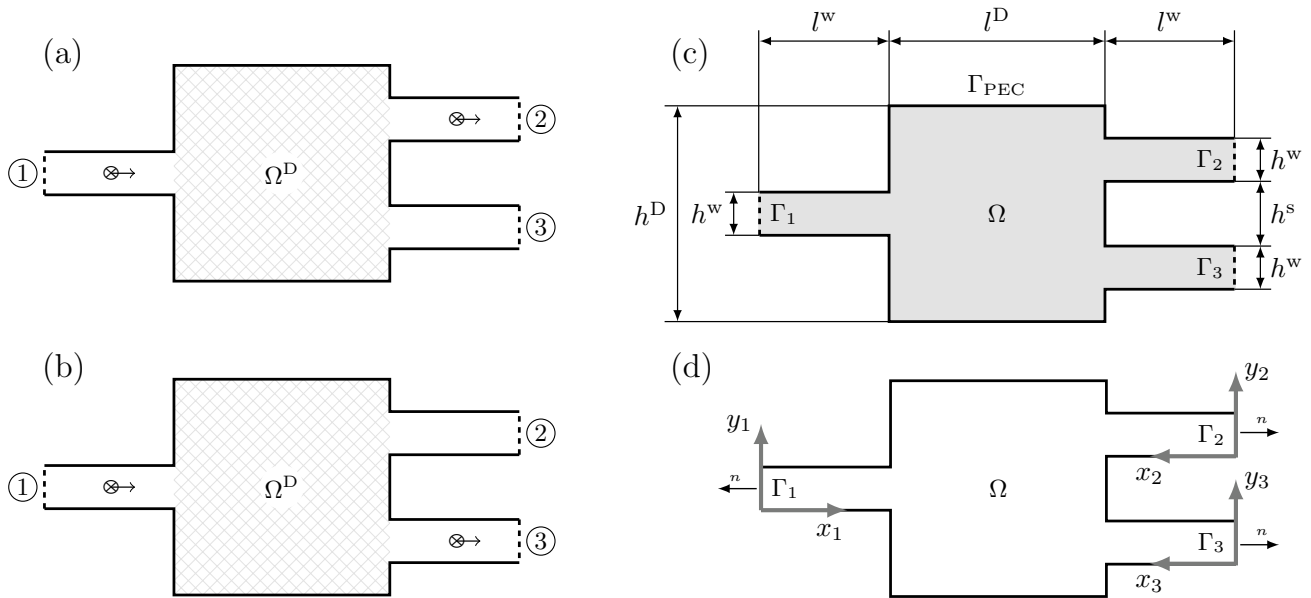 (a)
①
Ω^D
②
③
(b)
①
Ω^D
②
③
(c)
l^w
l^D
l^w
Γ_PEC
h^D
h^w
Γ_1
Ω
Γ_2
h^w
h^s
Γ_3
h^w
(d)
y_1
n
Γ_1
x_1
Ω
y_2
Γ_2
n
x_2
y_3
Γ_3
n
x_3